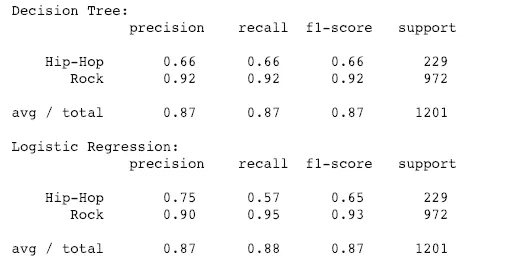 Decision Tree:
precision recall f1-score support
Hip-Hop 0.66 0.66 0.66 229
Rock 0.92 0.92 0.92 972
avg / total 0.87 0.87 0.87 1201
Logistic Regression:
precision recall f1-score support
Hip-Hop 0.75 0.57 0.65 229
Rock 0.90 0.95 0.93 972
avg / total 0.87 0.88 0.87 1201